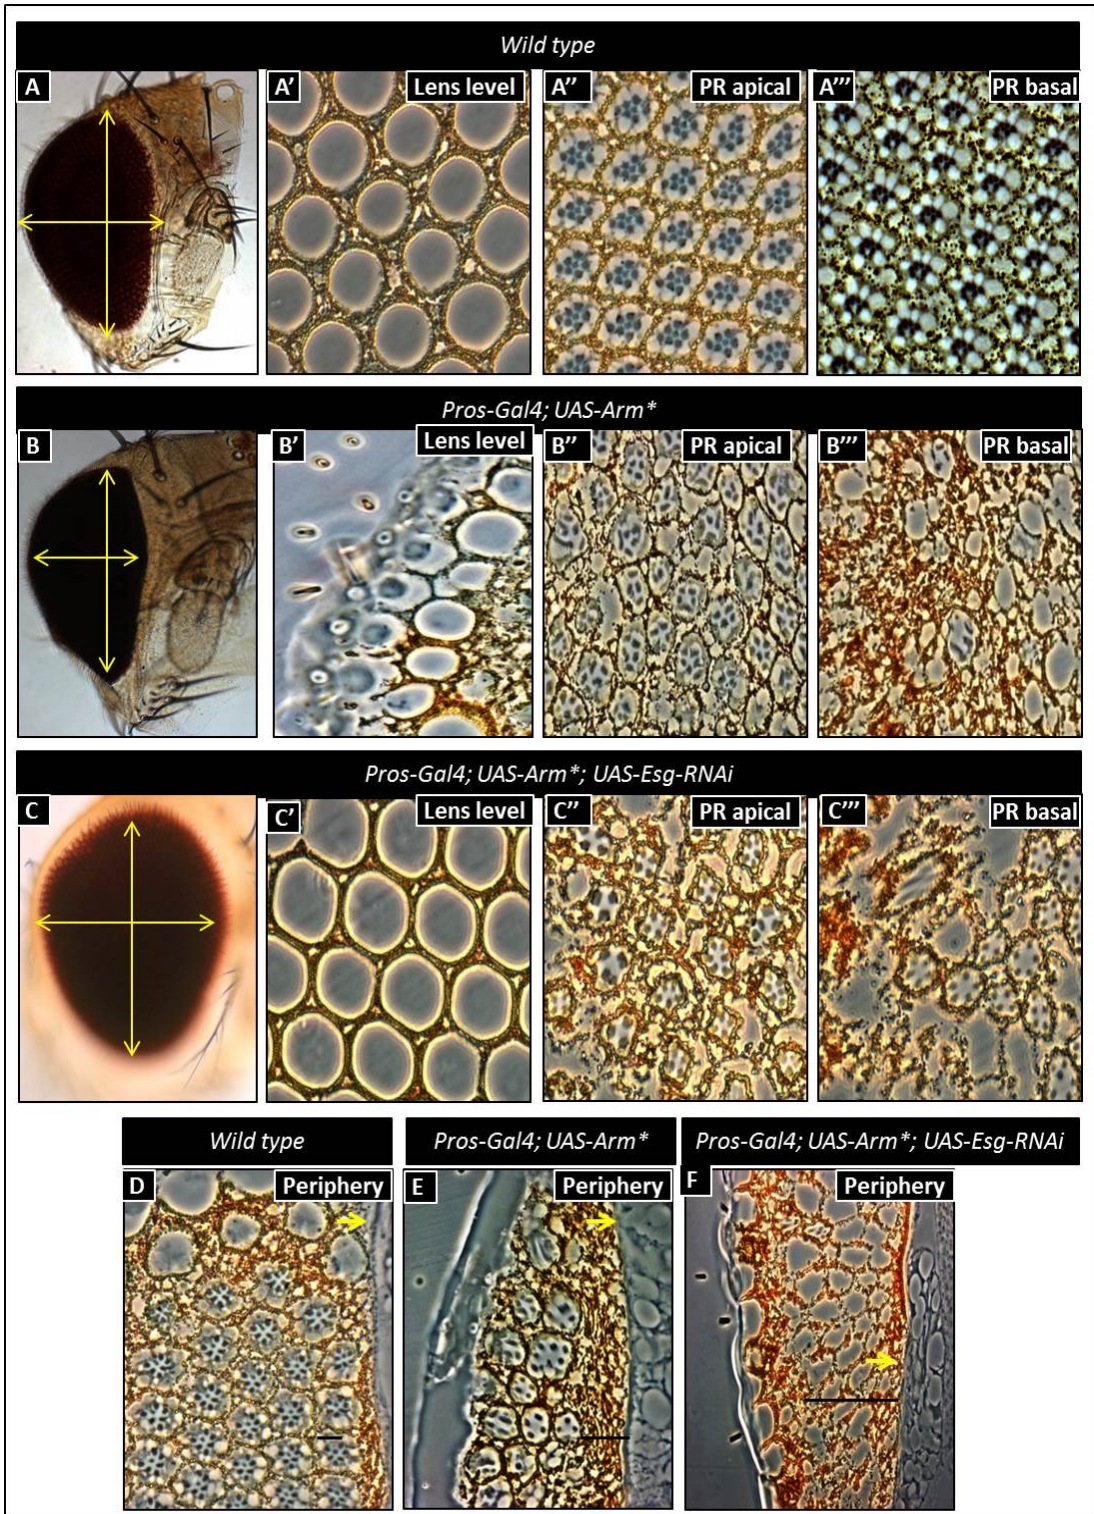 Wild type
A
A' Lens level
A'' PR apical
A''' PR basal
Pros-Gal4; UAS-Arm*
B
B' Lens level
B'' PR apical
B''' PR basal
Pros-Gal4; UAS-Arm*; UAS-Esg-RNAi
C
C' Lens level
C'' PR apical
C''' PR basal
Wild type
Pros-Gal4; UAS-Arm*
Pros-Gal4; UAS-Arm*; UAS-Esg-RNAi
D Periphery
E Periphery
F Periphery